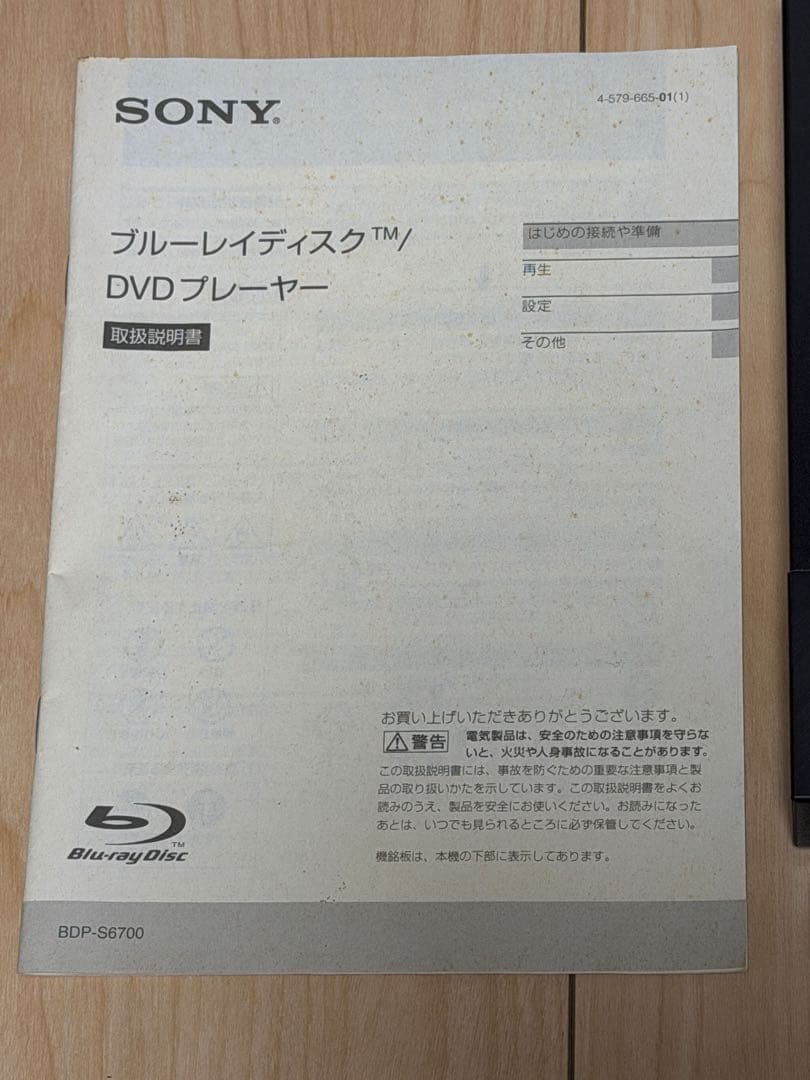 SONY®
4-579-665-01(1)
ブルーレイディスク™/
DVDプレーヤー
取扱説明書
はじめの接続や準備
再生
設定
その他
お買い上げいただきありがとうございます。
警告
電気製品は、安全のための注意事項を守らな
いと、火災や人身事故になることがあります。
この取扱説明書には、事故を防ぐための重要な注意事項と製
品の取り扱いかたを示しています。この取扱説明書をよくお
読みのうえ、製品を安全にお使いください。お読みになった
あとは、いつでも見られるところに必ず保管してください。
機銘板は、本機の下部に表示してあります。
Blu-ray Disc™
BDP-S6700